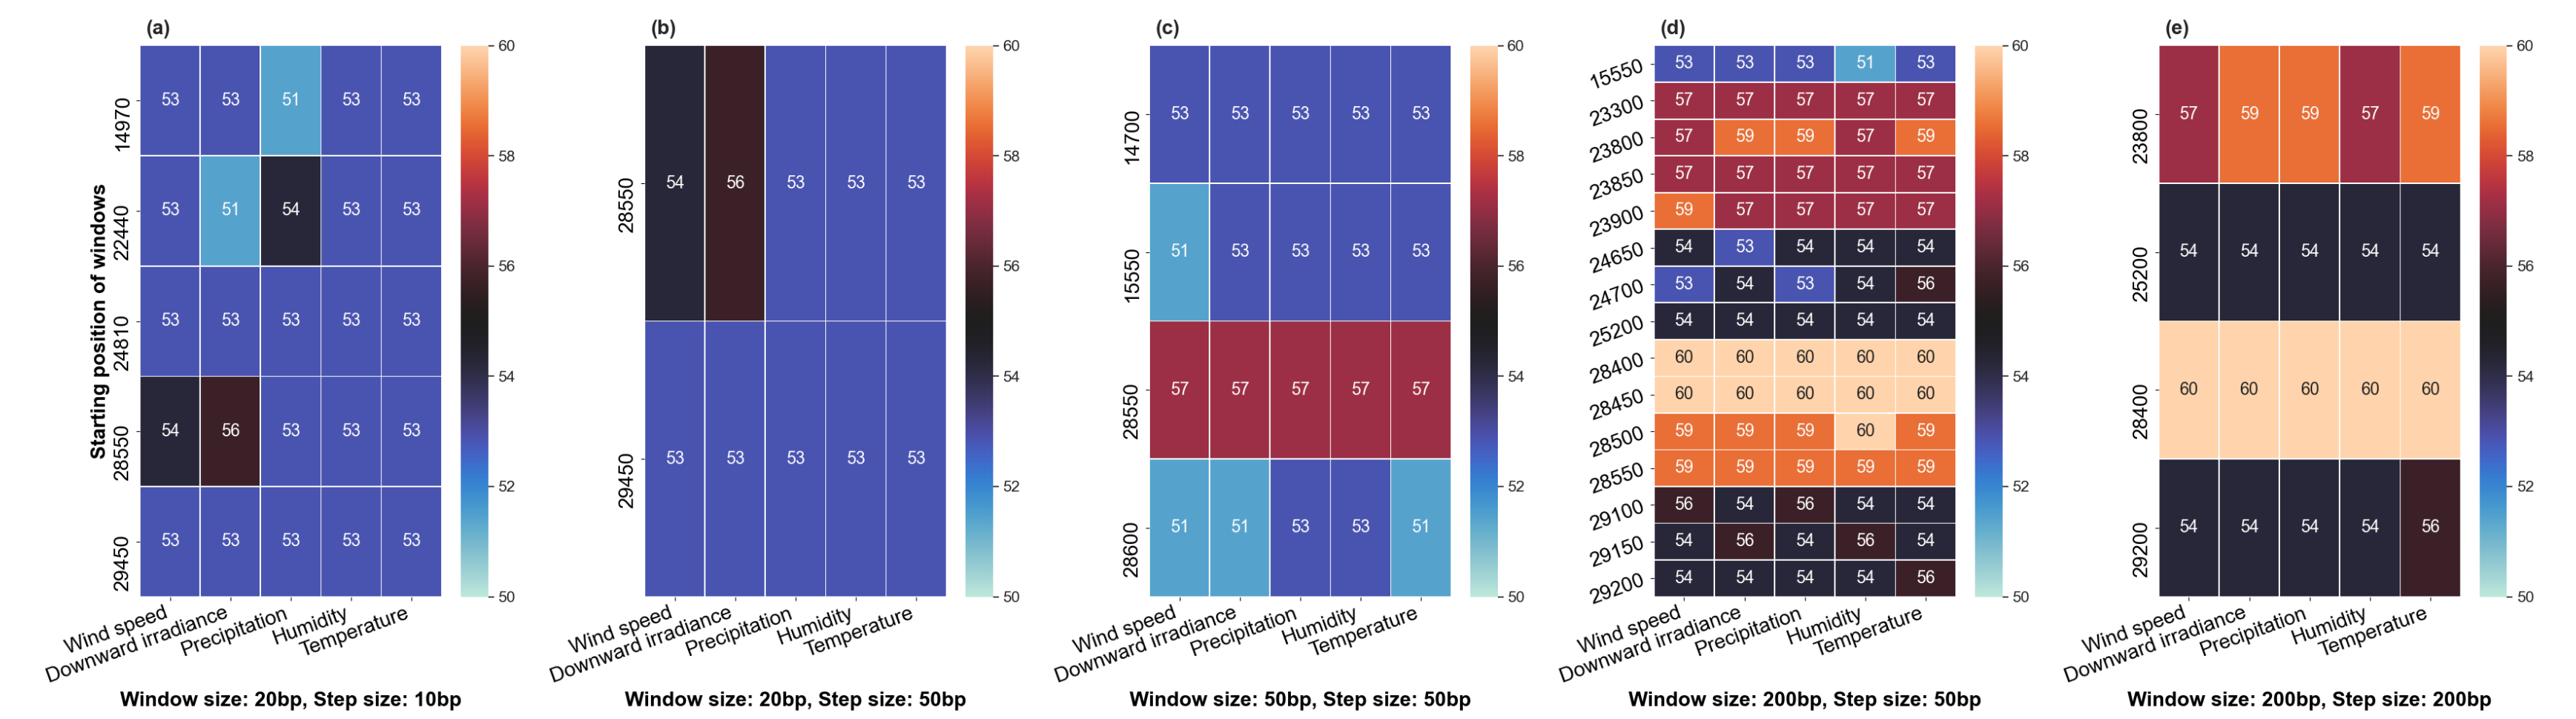 (a)
(b)
(c)
(d)
(e)
Starting position of windows
14970
53 53 51 53 53
22440
53 51 54 53 53
24810
53 53 53 53 53
28550
54 56 53 53 53
29450
53 53 53 53 53
60
58
56
54
52
50
Wind speed
Downward irradiance
Precipitation
Humidity
Temperature
Window size: 20bp, Step size: 10bp
28550
54 56 53 53 53
29450
53 53 53 53 53
60
58
56
54
52
50
Wind speed
Downward irradiance
Precipitation
Humidity
Temperature
Window size: 20bp, Step size: 50bp
14700
53 53 53 53 53
15550
51 53 53 53 53
28550
57 57 57 57 57
28600
51 51 53 53 51
60
58
56
54
52
50
Wind speed
Downward irradiance
Precipitation
Humidity
Temperature
Window size: 50bp, Step size: 50bp
15550 53 53 53 51 53
23300 57 57 57 57 57
23800 57 59 59 57 59
23850 57 57 57 57 57
23900 59 57 57 57 57
24650 54 53 54 54 54
24700 53 54 53 54 56
25200 54 54 54 54 54
28400 60 60 60 60 60
28450 60 60 60 60 60
28500 59 59 59 60 59
28550 59 59 59 59 59
29100 56 54 56 54 54
29150 54 56 54 56 54
29200 54 54 54 54 56
60
58
56
54
52
50
Wind speed
Downward irradiance
Precipitation
Humidity
Temperature
Window size: 200bp, Step size: 50bp
23800
57 59 59 57 59
25200
54 54 54 54 54
28400
60 60 60 60 60
29200
54 54 54 54 56
60
58
56
54
52
50
Wind speed
Downward irradiance
Precipitation
Humidity
Temperature
Window size: 200bp, Step size: 200bp